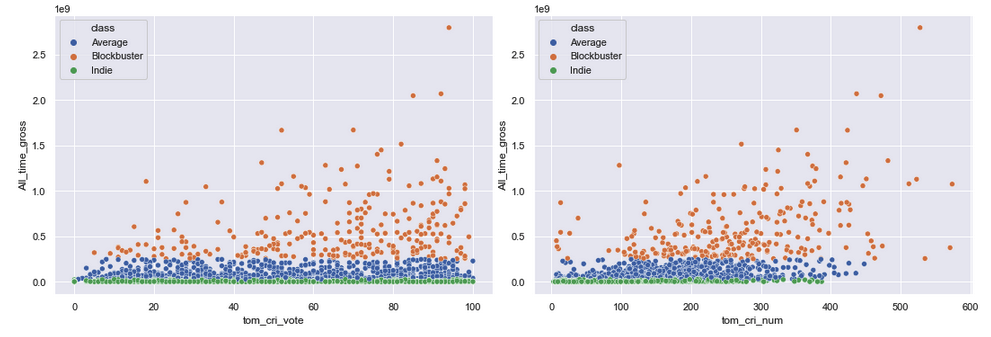 1e9
class
Average
Blockbuster
Indie
2.5
2.0
1.5
1.0
0.5
0.0
All_time_gross
0 20 40 60 80 100
tom_cri_vote
1e9
class
Average
Blockbuster
Indie
2.5
2.0
1.5
1.0
0.5
0.0
All_time_gross
0 100 200 300 400 500 600
tom_cri_num